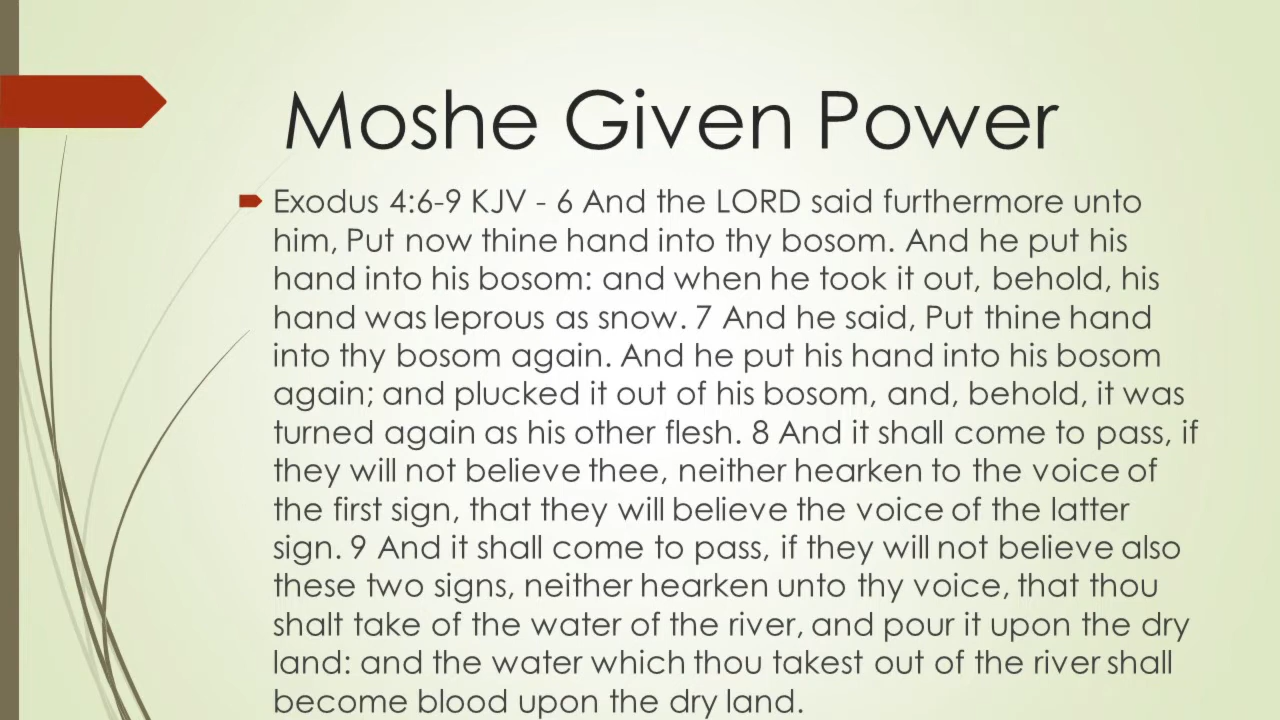 Moshe Given Power
Exodus 4:6-9 KJV - 6 And the LORD said furthermore unto
him, Put now thine hand into thy bosom. And he put his
hand into his bosom: and when he took it out, behold, his
hand was leprous as snow. 7 And he said, Put thine hand
into thy bosom again. And he put his hand into his bosom
again; and plucked it out of his bosom, and, behold, it was
turned again as his other flesh. 8 And it shall come to pass, if
they will not believe thee, neither hearken to the voice of
the first sign, that they will believe the voice of the latter
sign. 9 And it shall come to pass, if they will not believe also
these two signs, neither hearken unto thy voice, that thou
shalt take of the water of the river, and pour it upon the dry
land: and the water which thou takest out of the river shall
become blood upon the dry land.